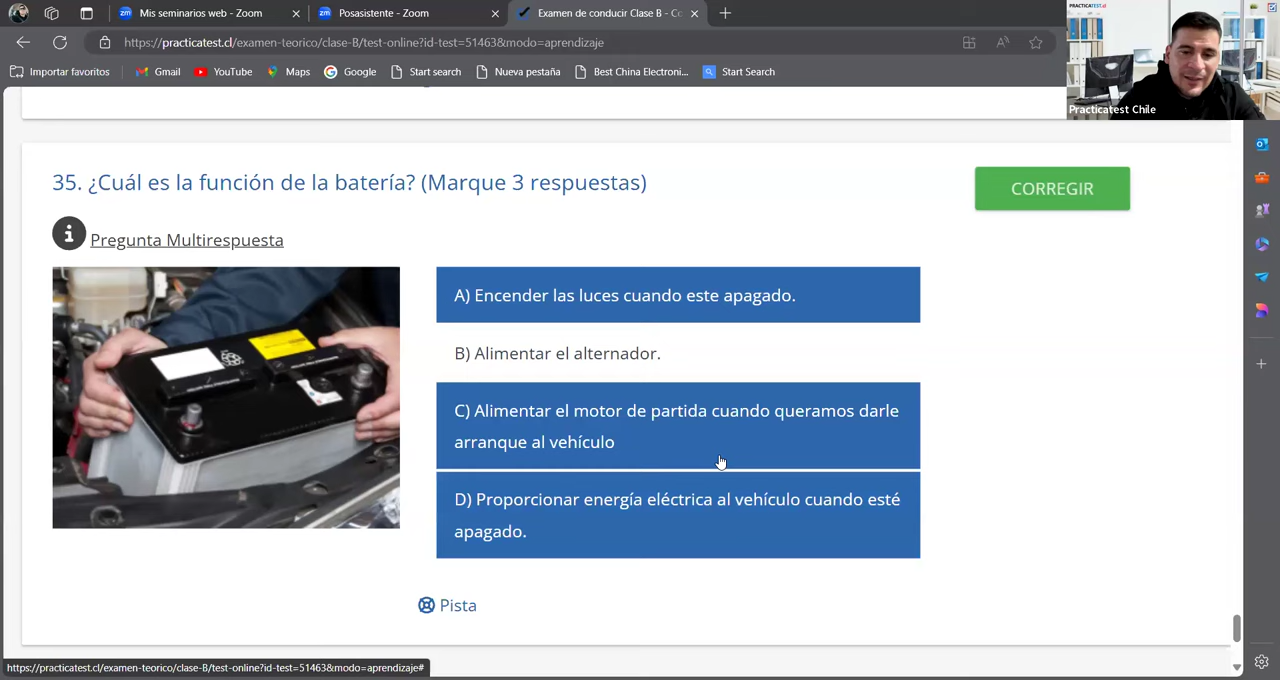 Mis seminarios web - Zoom
Posasistente - Zoom
Examen de conducir Clase B - Co
https://practicatest.cl/examen-teorico/clase-B/test-online?id-test=51463&modo=aprendizaje
Importar favoritos
Gmail
YouTube
Maps
Google
Start search
Nueva pestaña
Best China Electroni...
Start Search
PRACTICATEST.cl
Practicatest Chile
35. ¿Cuál es la función de la batería? (Marque 3 respuestas)
CORREGIR
Pregunta Multirespuesta
A) Encender las luces cuando este apagado.
B) Alimentar el alternador.
C) Alimentar el motor de partida cuando queramos darle
arranque al vehículo
D) Proporcionar energía eléctrica al vehículo cuando esté
apagado.
Pista
https://practicatest.cl/examen-teorico/clase-B/test-online?id-test=51463&modo=aprendizaje#